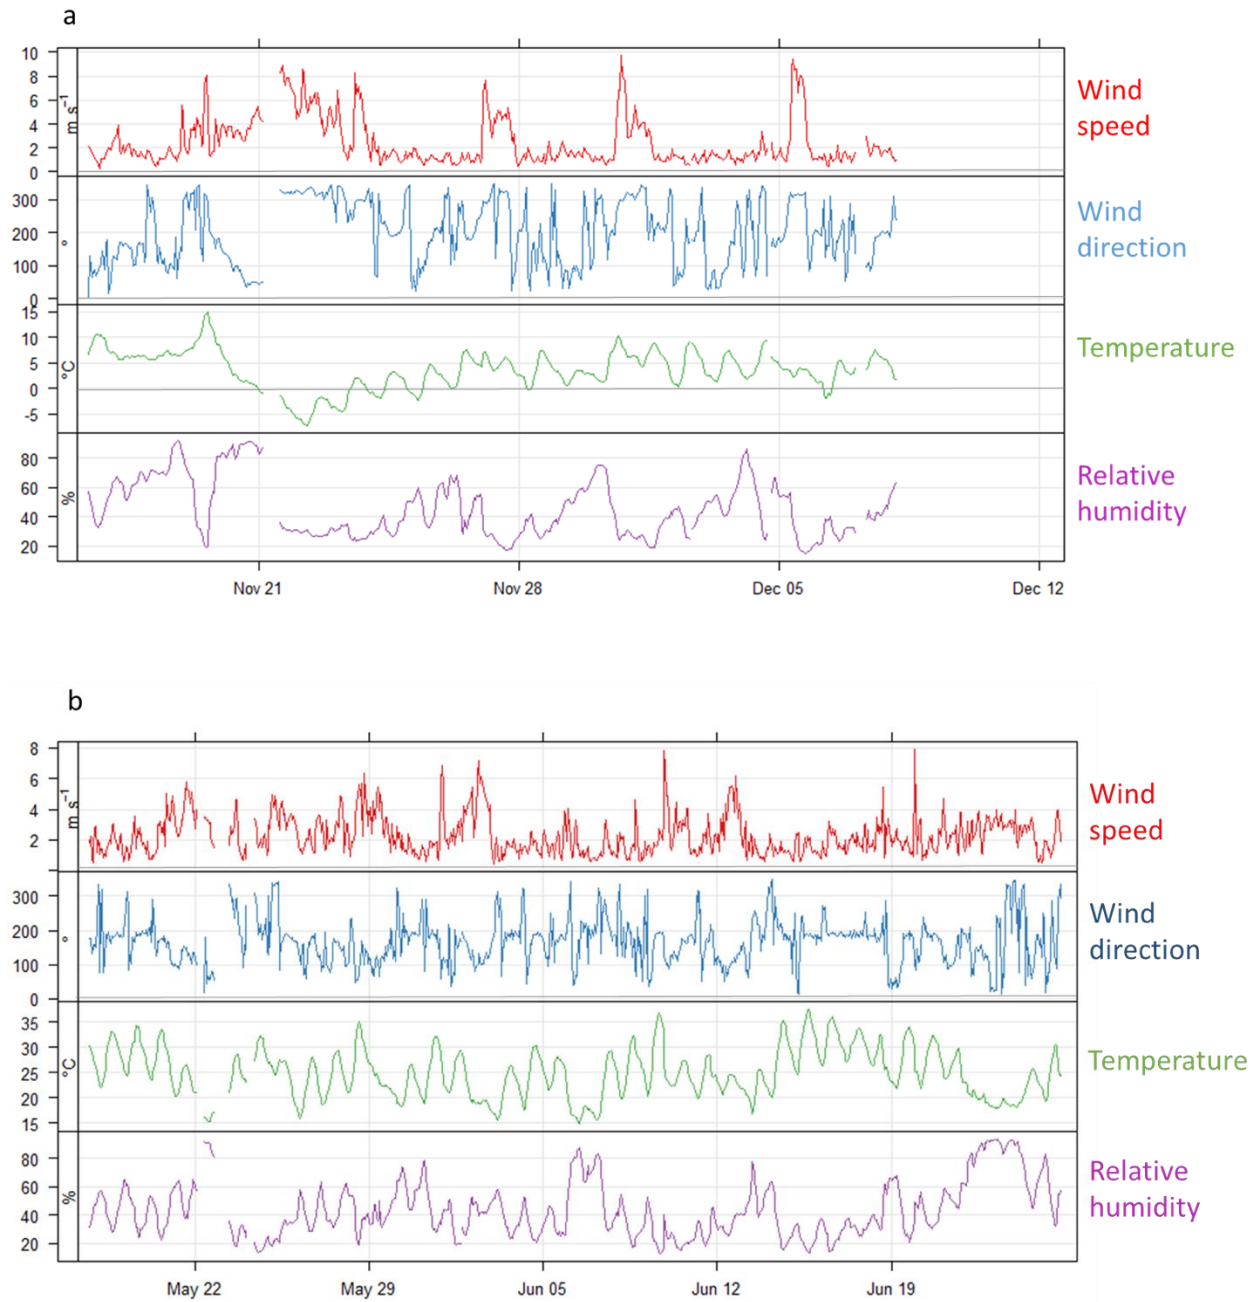 a
10
8
6
4
2
0
m s⁻¹
Wind
speed
300
200
100
0
°
Wind
direction
15
10
5
0
-5
°C
Temperature
80
60
40
20
%
Relative
humidity
Nov 21
Nov 28
Dec 05
Dec 12
b
8
6
4
2
m s⁻¹
Wind
speed
300
200
100
0
°
Wind
direction
35
30
25
20
15
°C
Temperature
80
60
40
20
%
Relative
humidity
May 22
May 29
Jun 05
Jun 12
Jun 19